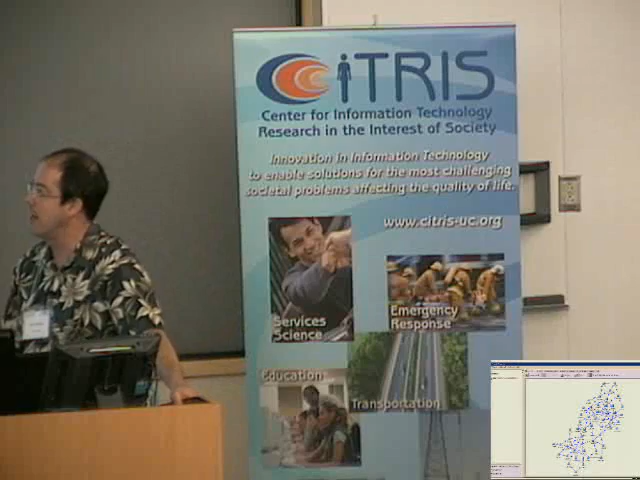 CiTRIS
Center for Information Technology
Research in the Interest of Society
Innovation in Information Technology
to enable solutions for the most challenging
societal problems affecting the quality of life.
www.citris-uc.org
Services
Science
Emergency
Response
Education
Transportation